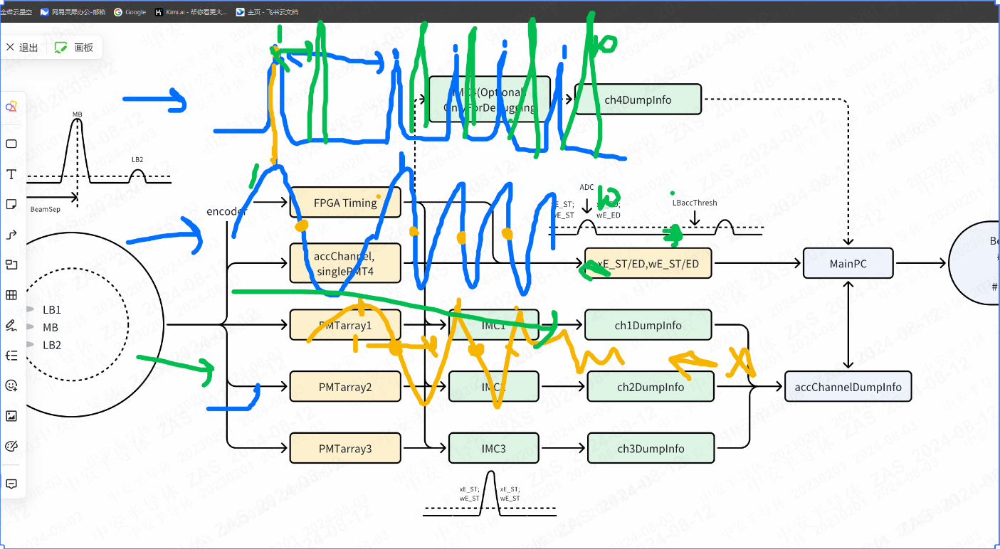 金蝶云星空 网易灵犀办公-邮箱 Google Kimi.ai - 帮你看更大... 主页 - 飞书云文档
退出 画板
MB
LB2
BeamSep
encoder
LB1
MB
LB2
FPGA Timing
accChannel,
singlePMT4
PMTarray1
PMTarray2
PMTarray3
ch4DumpInfo
ADC
wE_ST
wE_ED
LBaccThresh
xE_ST/ED,wE_ST/ED
IMC1
ch1DumpInfo
ch2DumpInfo
IMC3
ch3DumpInfo
xE_ST;
wE_ST
xE_ST;
wE_ST
MainPC
accChannelDumpInfo
#